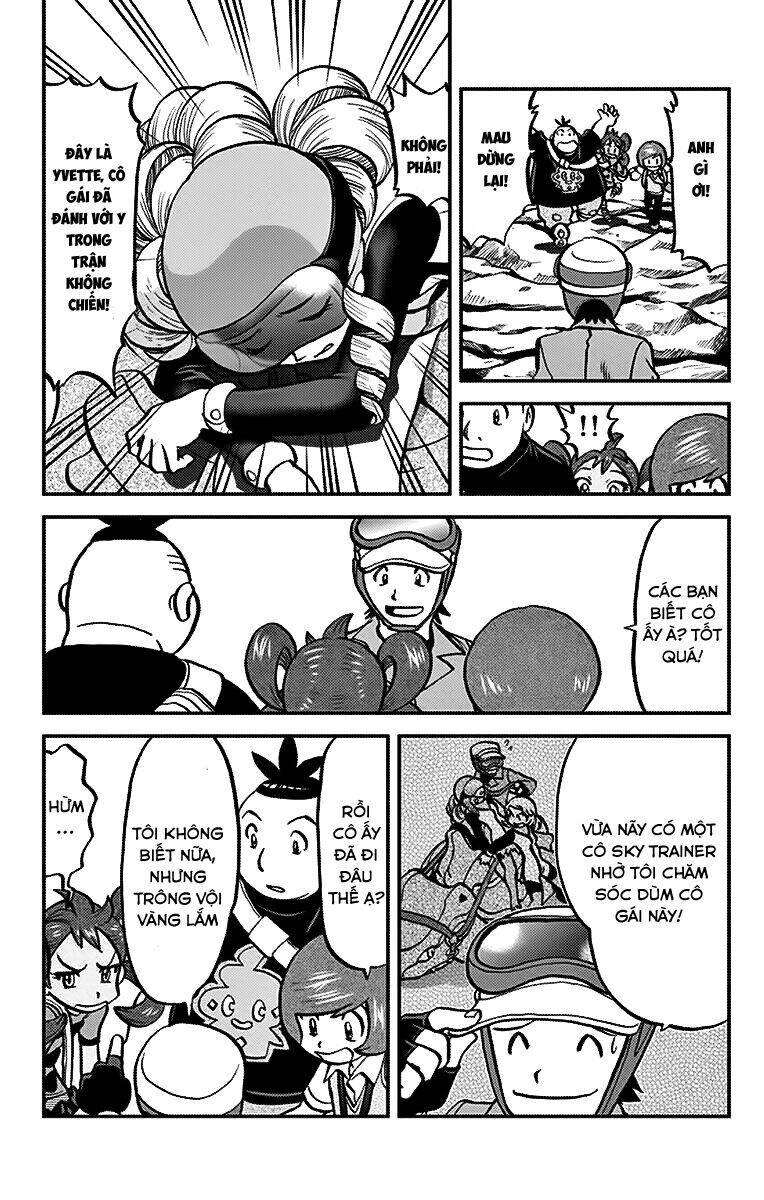 ANH
GÌ
ƠI!
MAU
DỪNG
LẠI!
!!
KHÔNG
PHẢI!
ĐÂY LÀ
YVETTE, CÔ
GÁI ĐÃ
ĐÁNH VỚI Y
TRONG
TRẬN
KHÔNG
CHIẾN!
CÁC BẠN
BIẾT CÔ
ẤY À? TỐT
QUÁ!
VỪA NÃY CÓ MỘT
CÔ SKY TRAINER
NHỜ TÔI CHĂM
SÓC DÙM CÔ
GÁI NÀY!
RỒI
CÔ ẤY
ĐÃ ĐI
ĐÂU
THẾ Ạ?
TÔI KHÔNG
BIẾT NỮA,
NHƯNG
TRÔNG VỘI
VÀNG LẮM
HỪM
...